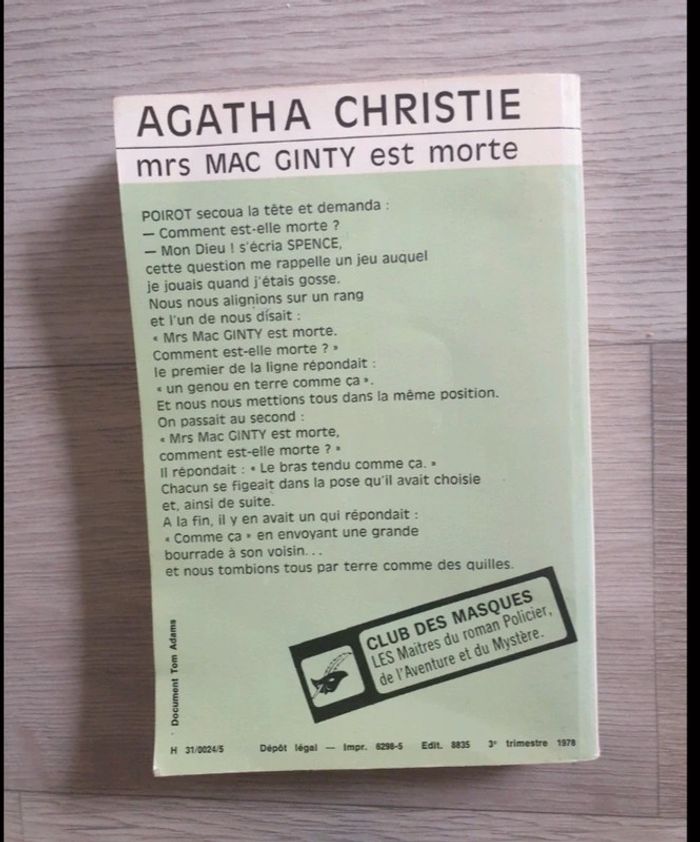 AGATHA CHRISTIE
mrs MAC GINTY est morte
POIROT secoua la tête et demanda :
— Comment est-elle morte ?
— Mon Dieu ! s'écria SPENCE,
cette question me rappelle un jeu auquel
je jouais quand j'étais gosse.
Nous nous alignions sur un rang
et l'un de nous disait :
« Mrs Mac GINTY est morte.
Comment est-elle morte ? »
le premier de la ligne répondait :
« un genou en terre comme ça ».
Et nous nous mettions tous dans la même position.
On passait au second :
« Mrs Mac GINTY est morte,
comment est-elle morte ? »
Il répondait : « Le bras tendu comme ça. »
Chacun se figeait dans la pose qu'il avait choisie
et, ainsi de suite.
A la fin, il y en avait un qui répondait :
« Comme ça » en envoyant une grande
bourrade à son voisin...
et nous tombions tous par terre comme des quilles.
CLUB DES MASQUES
LES Maîtres du roman Policier,
de l'Aventure et du Mystère.
Document Tom Adams
H 31/0024/5 Dépôt légal — Impr. 6298-5 Edit. 8835 3e trimestre 1978